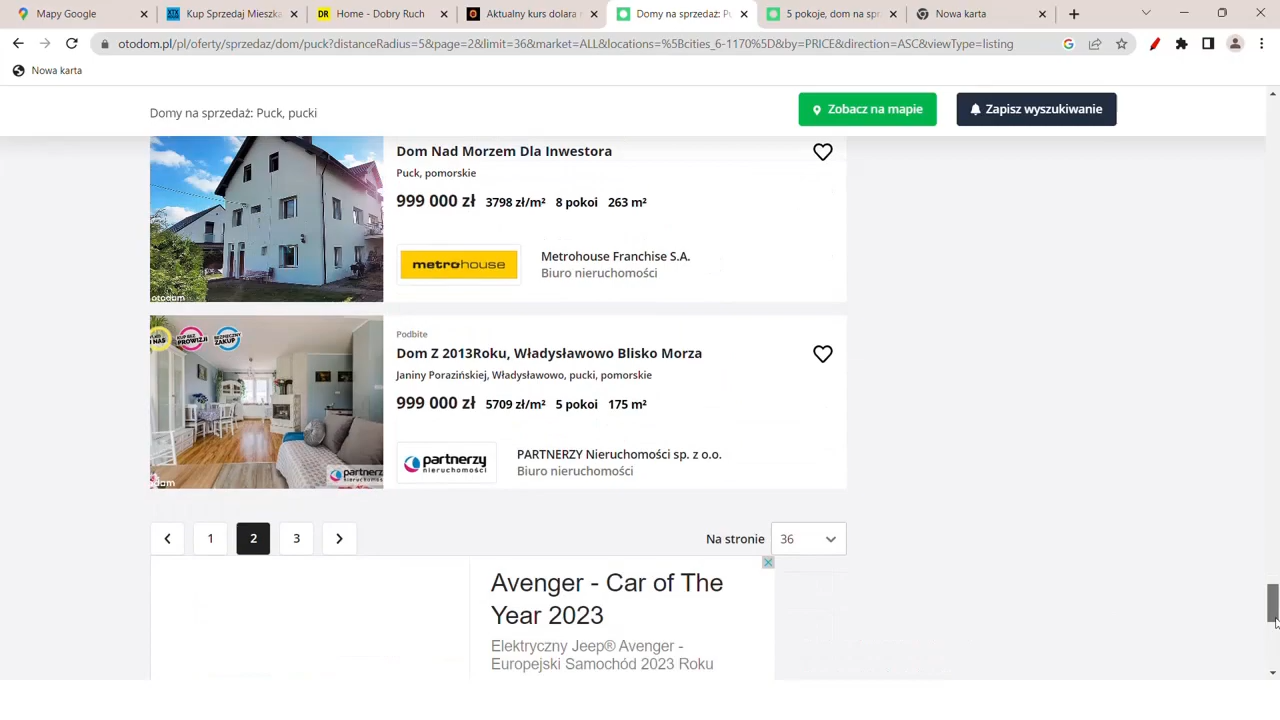 Mapy Google
Kup Sprzedaj Mieszka
DR Home - Dobry Ruch
Aktualny kurs dolara
Domy na sprzedaż: Pu
5 pokoje, dom na spr
Nowa karta
otodom.pl/pl/oferty/sprzedaz/dom/puck?distanceRadius=5&page=2&limit=36&market=ALL&locations=%5Bcities_6-1170%5D&by=PRICE&direction=ASC&viewType=listing
Nowa karta
Domy na sprzedaż: Puck, pucki
Zobacz na mapie
Zapisz wyszukiwanie
Dom Nad Morzem Dla Inwestora
Puck, pomorskie
999 000 zł 3798 zł/m² 8 pokoi 263 m²
metrohouse
Metrohouse Franchise S.A.
Biuro nieruchomości
otodom
Podbite
Dom Z 2013Roku, Władysławowo Blisko Morza
Janiny Porazińskiej, Władysławowo, pucki, pomorskie
999 000 zł 5709 zł/m² 5 pokoi 175 m²
partnerzy
nieruchomości
PARTNERZY Nieruchomości sp. z o.o.
Biuro nieruchomości
1 2 3
Na stronie 36
Avenger - Car of The
Year 2023
Elektryczny Jeep® Avenger -
Europejski Samochód 2023 Roku